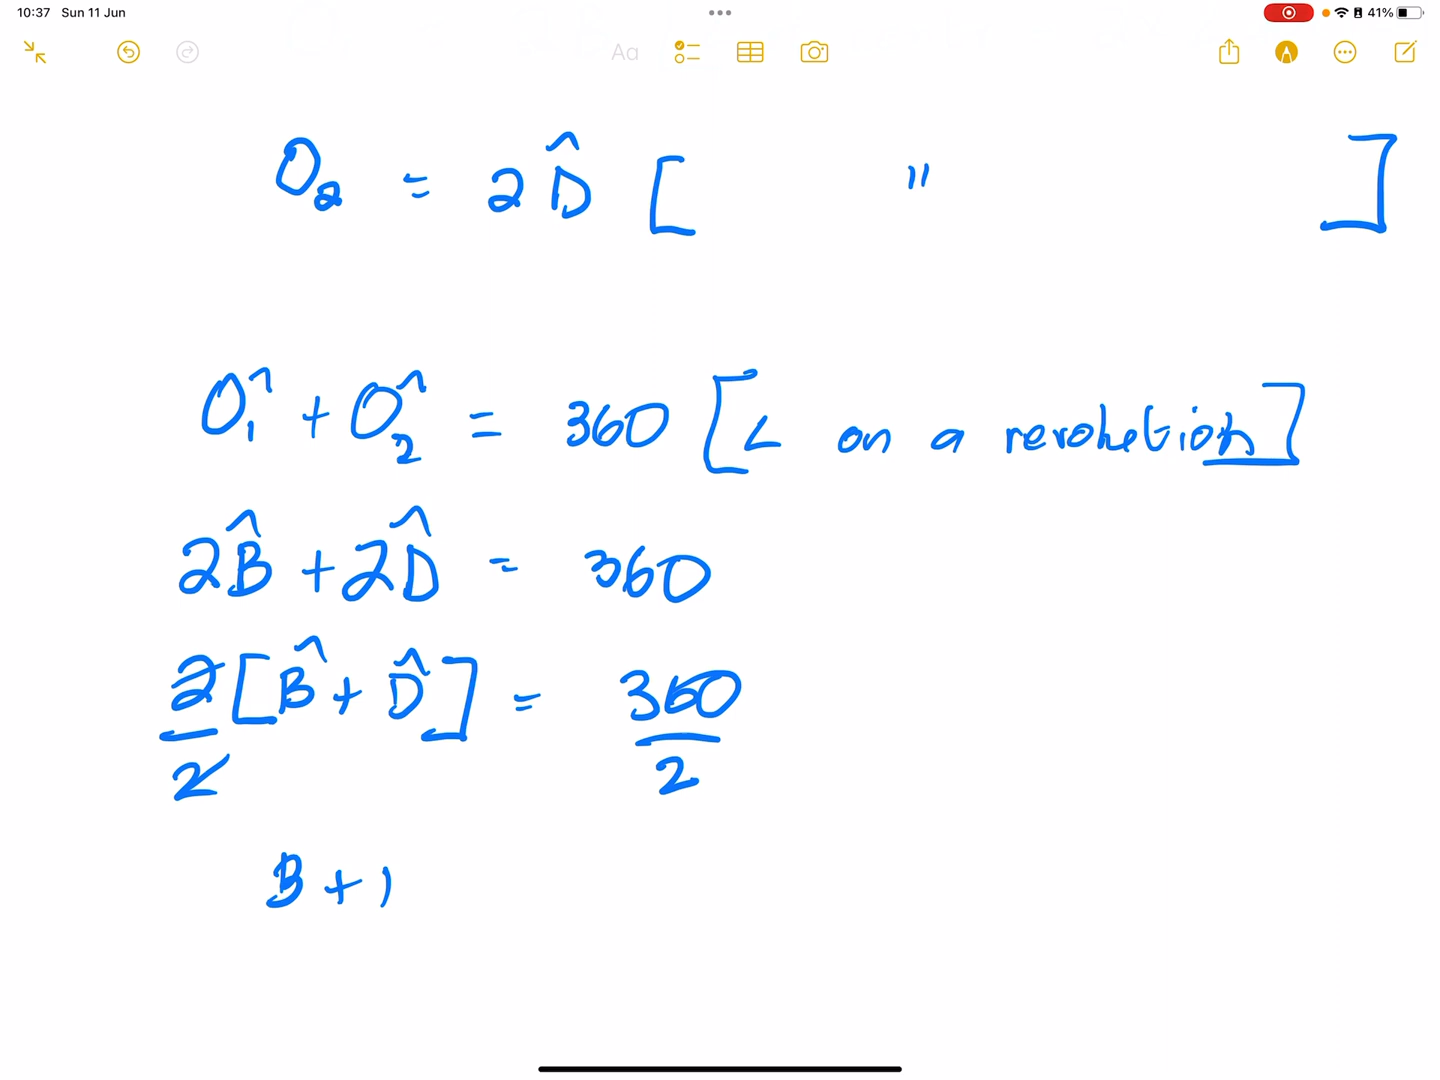 10:37 Sun 11 Jun 41%
Aa
O₂ = 2D̂ [ " ]
Ô₁ + Ô₂ = 360 [∠ on a revolution]
2B̂ + 2D̂ = 360
2/2 [B̂ + D̂] = 360/2
B +